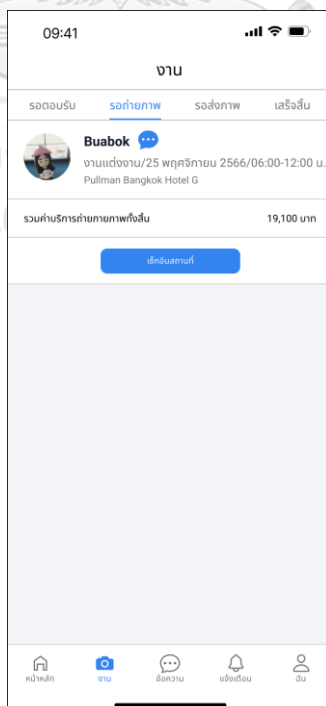 09:41
งาน
รอตอบรับ รอถ่ายภาพ รอส่งภาพ เสร็จสิ้น
Buabok
งานแต่งงาน/25 พฤศจิกายน 2566/06:00-12:00 น.
Pullman Bangkok Hotel G
รวมค่าบริการถ่ายกายภาพทั้งสิ้น 19,100 บาท
เช็กอินสถานที่
หน้าหลัก งาน ข้อความ แจ้งเตือน ฉัน